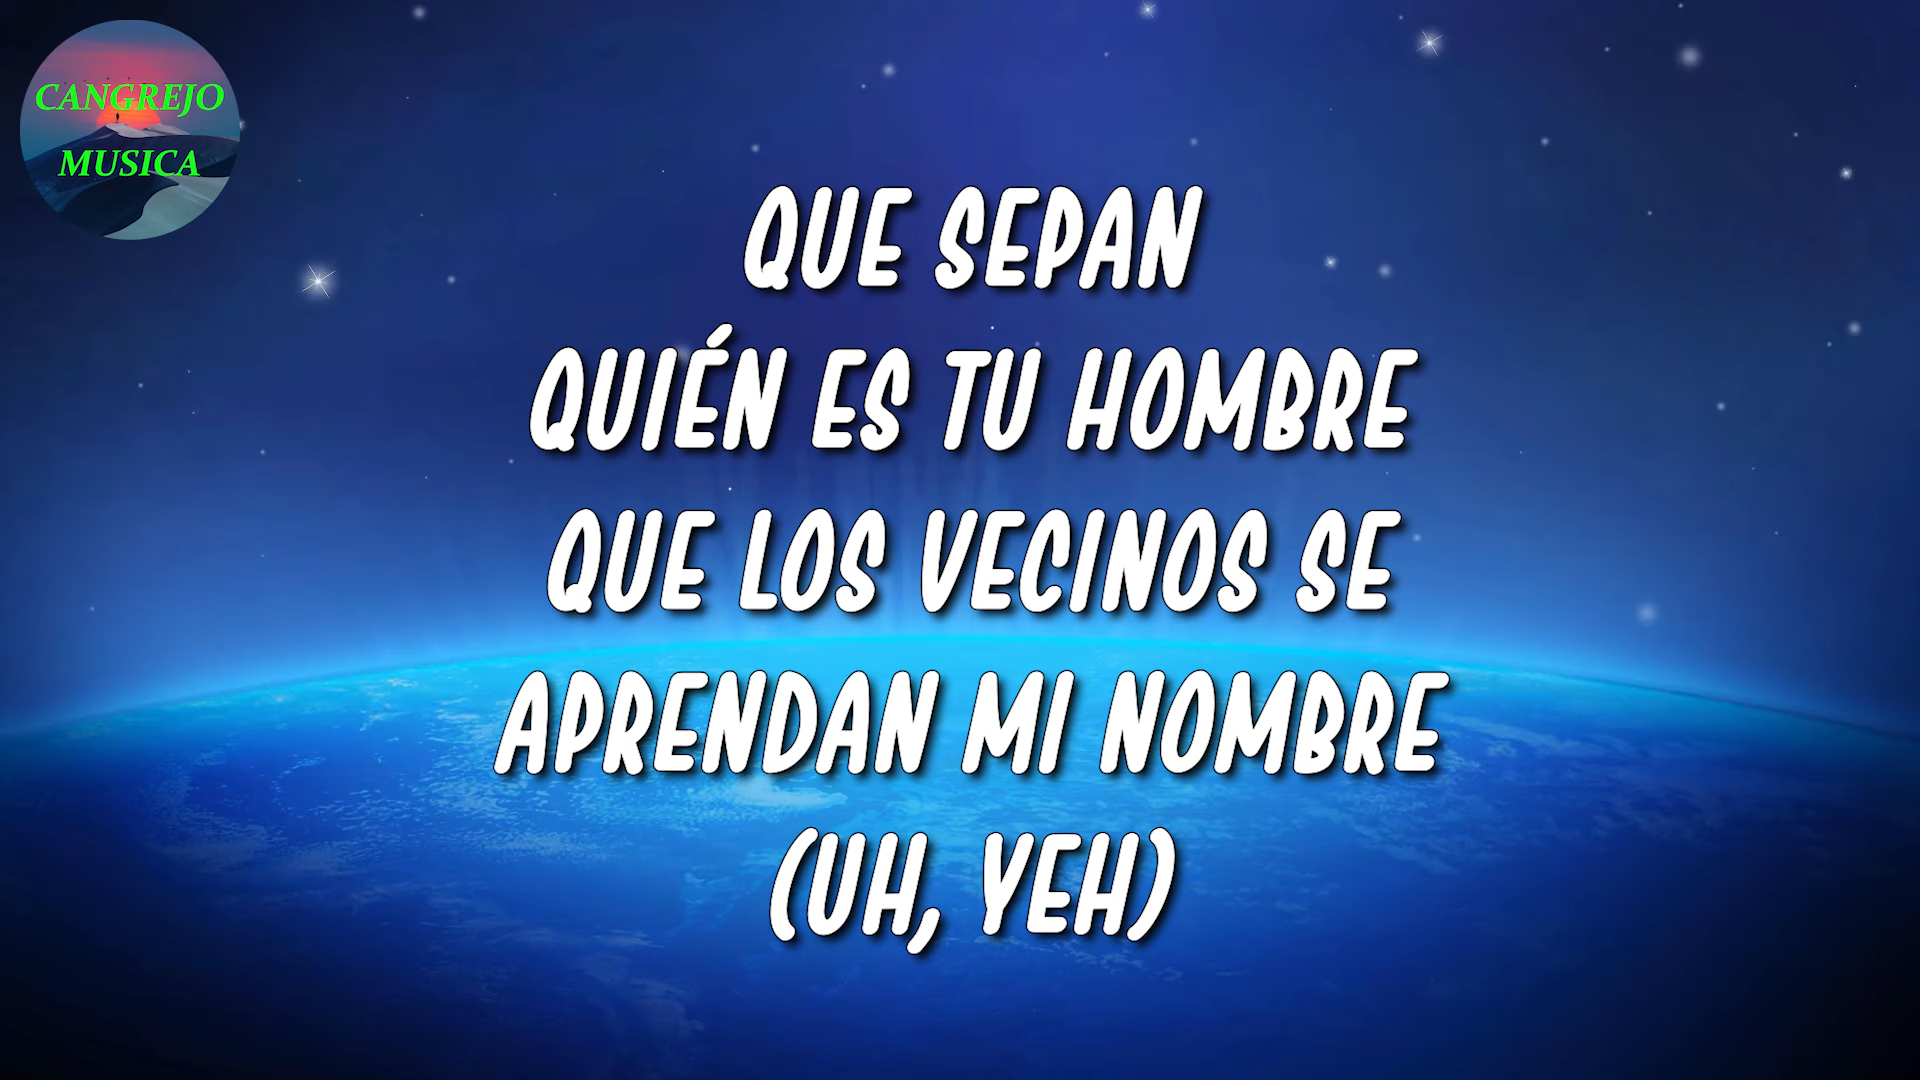 CANGREJO
MUSICA
QUE SEPAN
QUIÉN ES TU HOMBRE
QUE LOS VECINOS SE
APRENDAN MI NOMBRE
(UH, YEH)